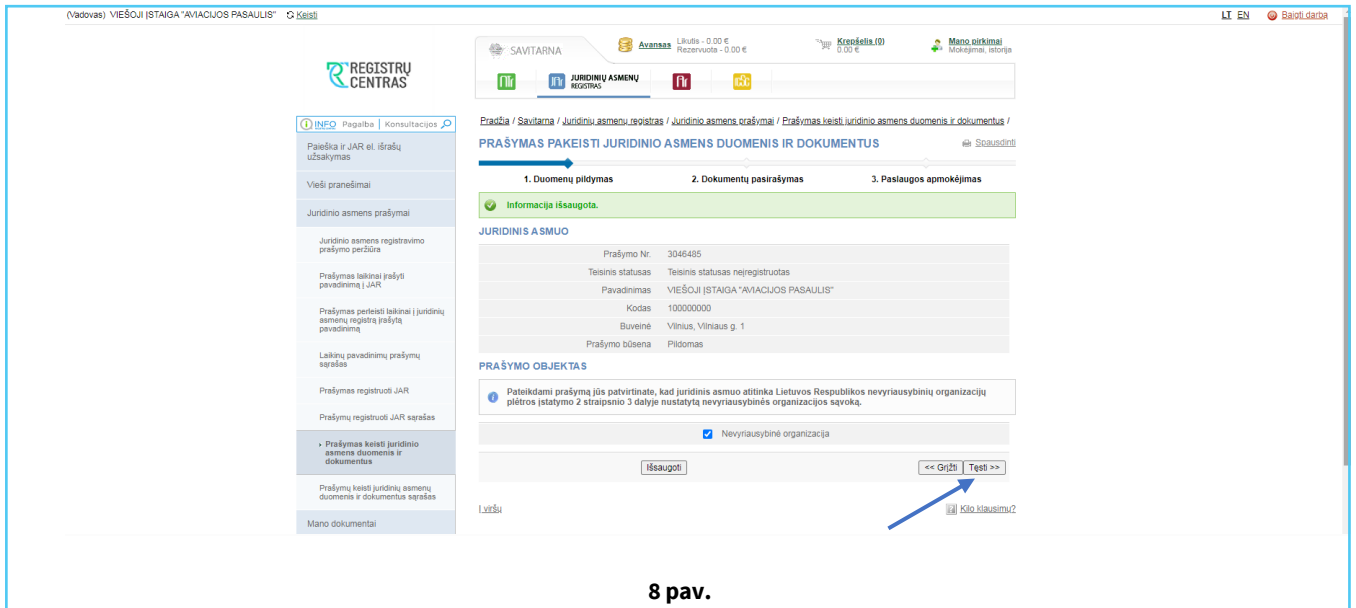 (Vadovas) VIEŠOJI ĮSTAIGA "AVIACIJOS PASAULIS" Keisti
LT EN Baigti darbą
REGISTRŲ
CENTRAS
SAVITARNA
Avansas Likutis - 0.00 €
Rezervuota - 0.00 €
Krepšelis (0)
0.00 €
Mano pirkimai
Mokėjimai, istorija
JURIDINIŲ ASMENŲ
REGISTRAS
INFO Pagalba | Konsultacijos
Paieška ir JAR el. išrašų
užsakymas
Vieši pranešimai
Juridinio asmens prašymai
Juridinio asmens registravimo
prašymo peržiūra
Prašymas laikinai įrašyti
pavadinimą į JAR
Prašymas perleisti laikinai į juridinių
asmenų registrą įrašytą
pavadinimą
Laikinų pavadinimų prašymų
sąrašas
Prašymas registruoti JAR
Prašymų registruoti JAR sąrašas
Prašymas keisti juridinio
asmens duomenis ir
dokumentus
Prašymų keisti juridinių asmenų
duomenis ir dokumentus sąrašas
Mano dokumentai
Pradžia / Savitarna / Juridinių asmenų registras / Juridinio asmens prašymai / Prašymas keisti juridinio asmens duomenis ir dokumentus /
PRAŠYMAS PAKEISTI JURIDINIO ASMENS DUOMENIS IR DOKUMENTUS
Spausdinti
1. Duomenų pildymas 2. Dokumentų pasirašymas 3. Paslaugos apmokėjimas
Informacija išsaugota.
JURIDINIS ASMUO
Prašymo Nr. 3046485
Teisinis statusas Teisinis statusas neįregistruotas
Pavadinimas VIEŠOJI ĮSTAIGA "AVIACIJOS PASAULIS"
Kodas 100000000
Buveinė Vilnius, Vilniaus g. 1
Prašymo būsena Pildomas
PRAŠYMO OBJEKTAS
Pateikdami prašymą jūs patvirtinate, kad juridinis asmuo atitinka Lietuvos Respublikos nevyriausybinių organizacijų
plėtros įstatymo 2 straipsnio 3 dalyje nustatytą nevyriausybinės organizacijos sąvoką.
Nevyriausybinė organizacija
Išsaugoti
<< Grįžti Tęsti >>
Į viršų
Kilo klausimų?
8 pav.